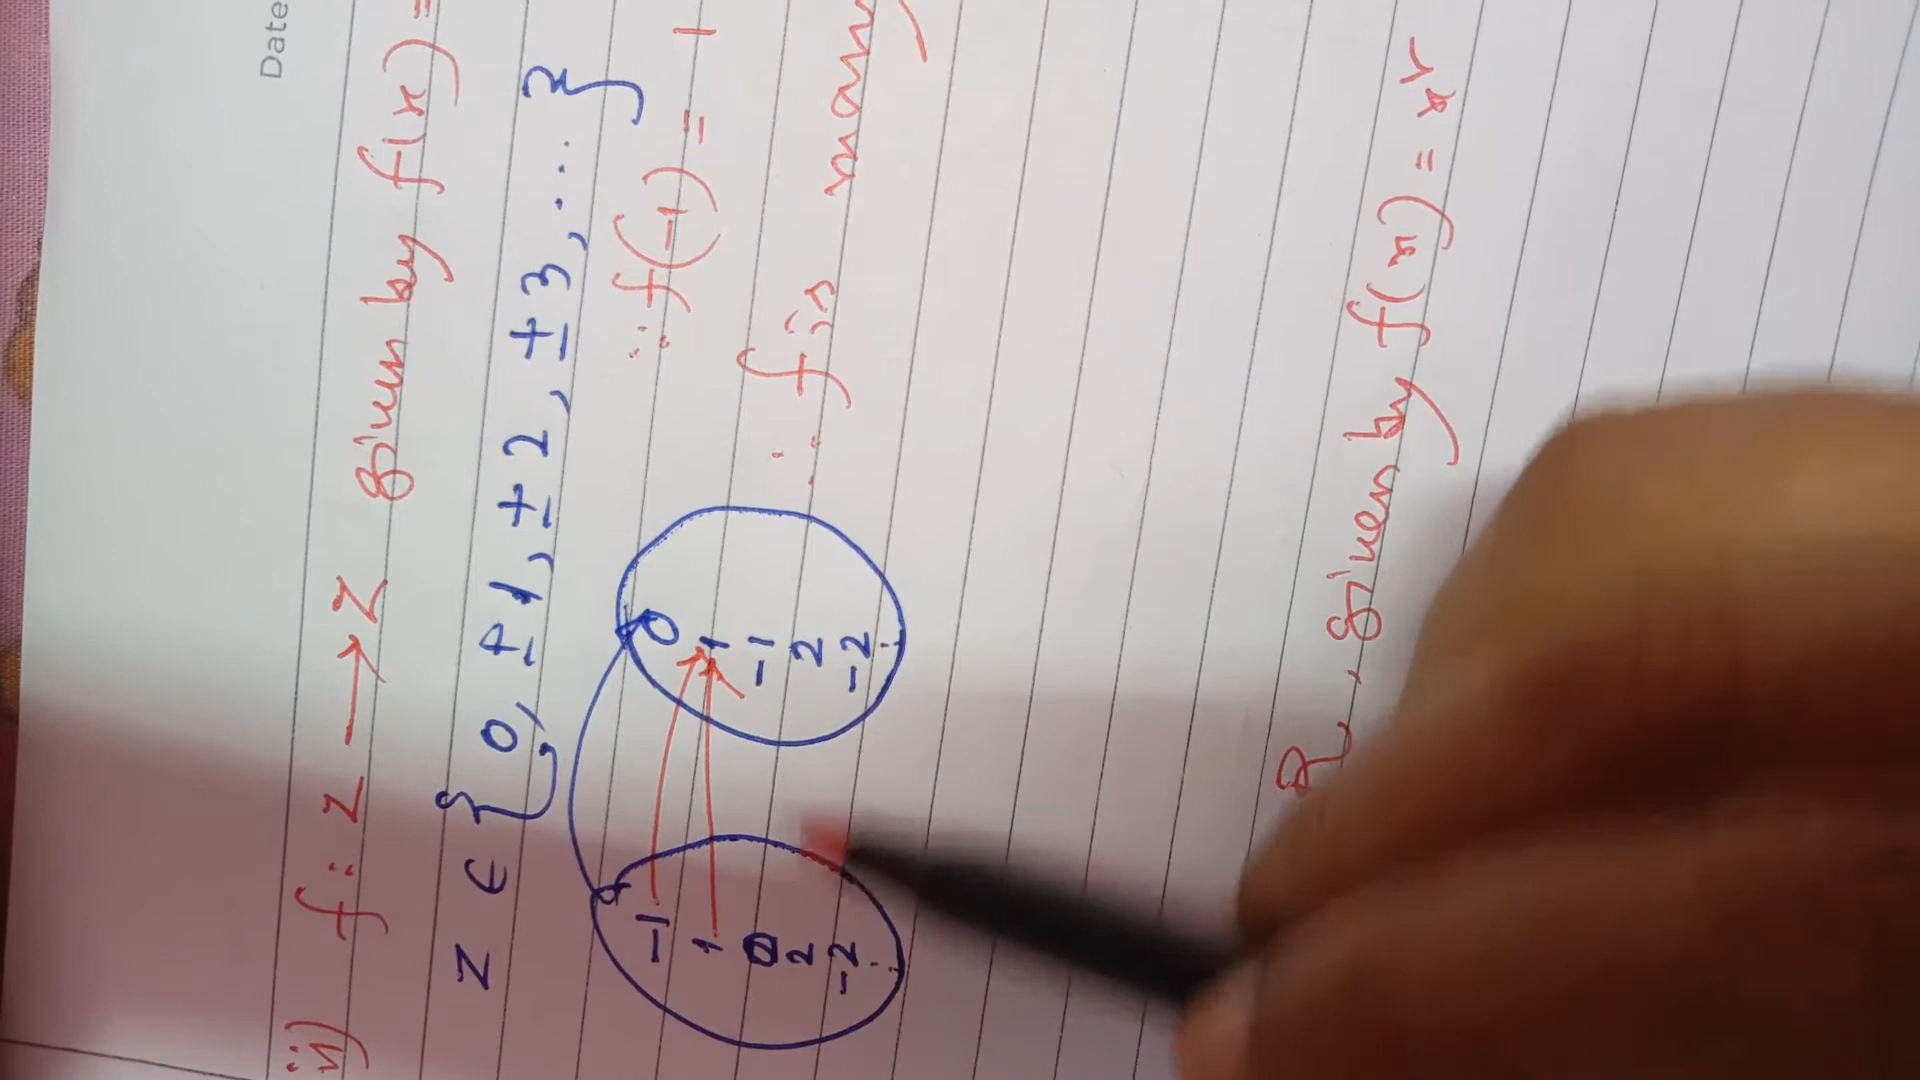 Date
ii) f : Z → Z given by f(x) =
Z ∈ { 0, ±1, ±2, ±3, ... }
∵ f(-1) = 1
∴ f is many
-1
1
0
2
-2
⋮
0
1
-1
2
-2
⋮
R, given by f(x) = x²